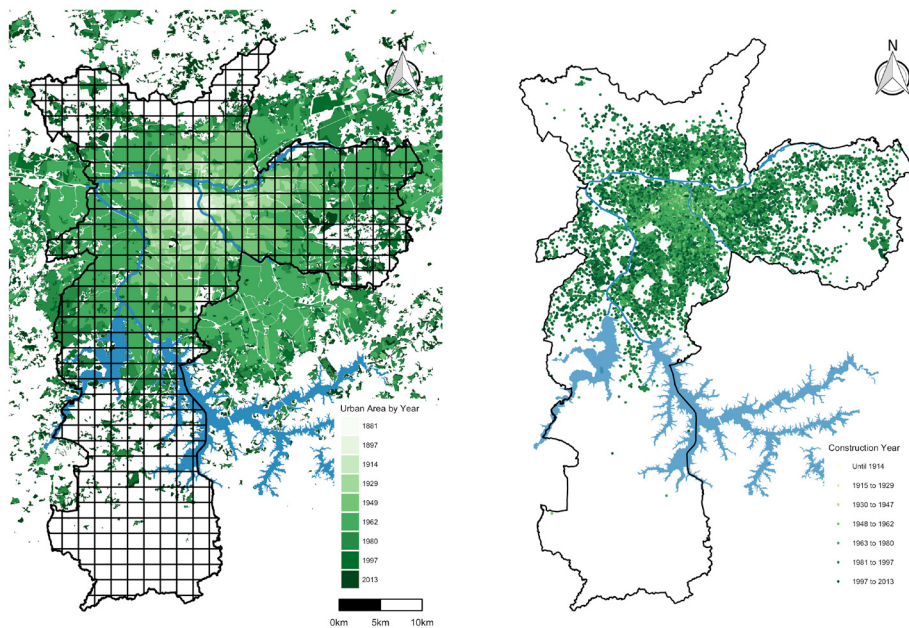 N
N
Urban Area by Year
1881
1897
1914
1929
1949
1962
1980
1997
2013
0km 5km 10km
Construction Year
Until 1914
1915 to 1929
1930 to 1947
1948 to 1962
1963 to 1980
1981 to 1997
1997 to 2013